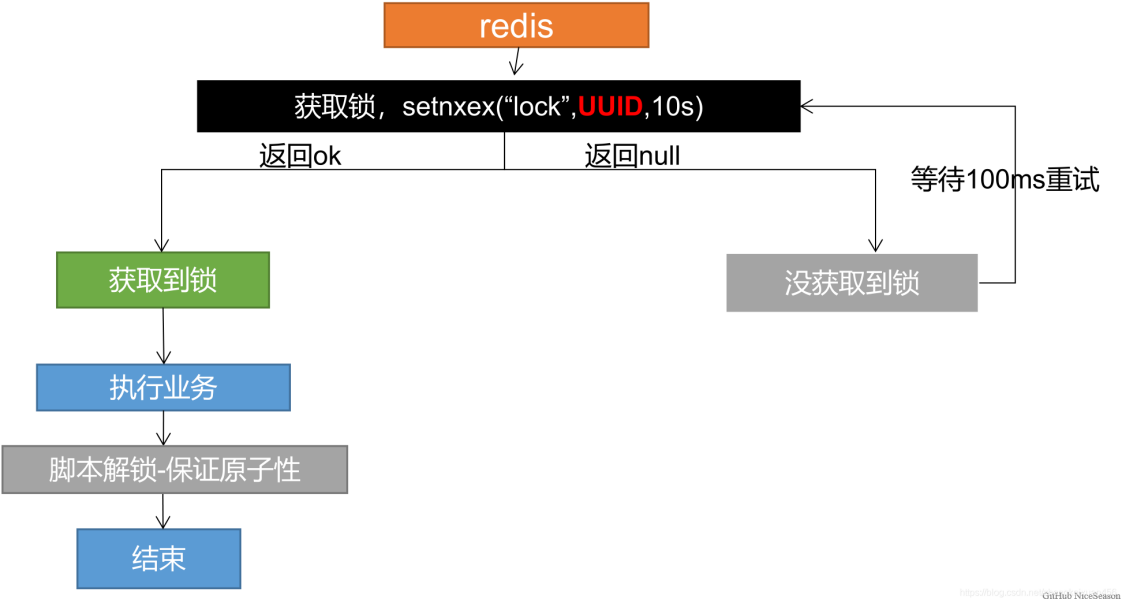 redis
获取锁，setnxex(“lock”,UUID,10s)
返回ok
返回null
等待100ms重试
获取到锁
没获取到锁
执行业务
脚本解锁-保证原子性
结束
GitHub NiceSeason